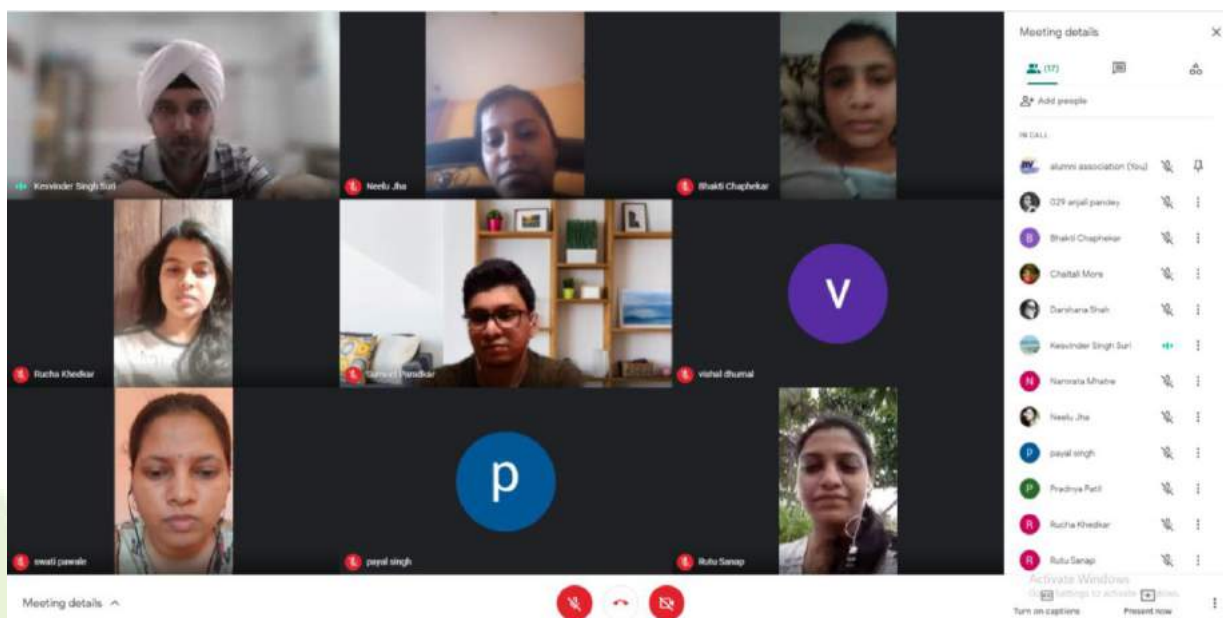 Kesvinder Singh Suri
Neelu Jha
Bhakti Chaphekar
Rucha Khedkar
Paradkar
V
vishal dhumal
swati pawale
p
payal singh
Rutu Sanap
Meeting details
Meeting details
(17)
Add people
IN CALL
alumni association (You)
029 anjali pandey
B
Bhakti Chaphekar
Chaitali More
Darshana Shah
Kesvinder Singh Suri
N
Namrata Mhatre
Neelu Jha
P
payal singh
P
Pradnya Patil
R
Rucha Khedkar
R
Rutu Sanap
Activate Windows
Turn on captions
Present now